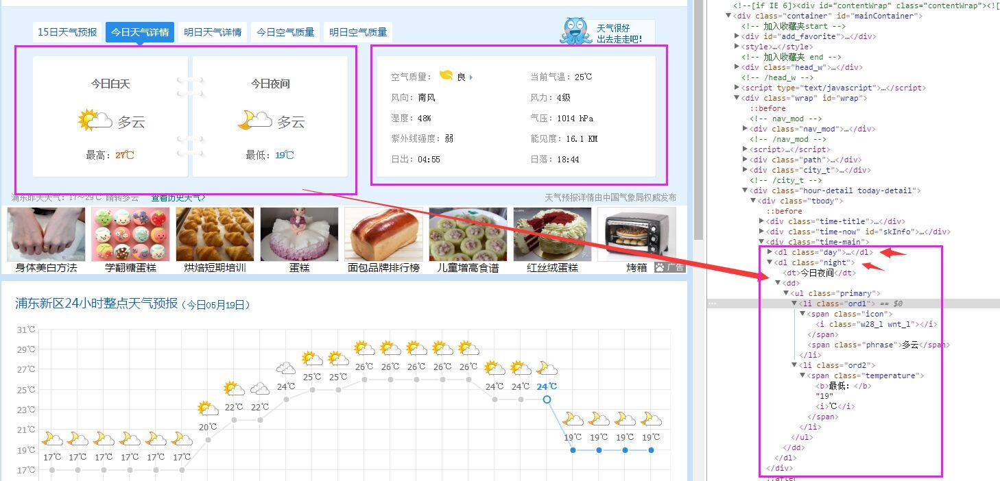 15日天气预报 今日天气详情 明日天气详情 今日空气质量 明日空气质量
天气很好
出去走走吧!
今日白天
多云
最高：27℃
今日夜间
多云
最低：19℃
空气质量： 良 当前气温：25℃
风向：南风 风力：4级
湿度：48% 气压：1014 hPa
紫外线强度：弱 能见度：16.1 KM
日出：04:55 日落：18:44
浦东昨天天气：17～29℃ 晴转多云 查看历史天气>
天气预报详情由中国气象局权威发布
身体美白方法 学翻糖蛋糕 烘焙短期培训 蛋糕 面包品牌排行榜 儿童增高食谱 红丝绒蛋糕 烤箱 广告
浦东新区24小时整点天气预报（今日05月19日）
31℃
29℃
27℃
25℃
23℃
21℃
19℃
17℃
17℃ 17℃ 17℃ 17℃ 17℃ 17℃ 20℃ 22℃ 22℃ 24℃ 25℃ 25℃ 26℃ 26℃ 26℃ 26℃ 26℃ 24℃ 24℃ 24℃ 19℃ 19℃ 19℃ 19℃
<!--[if IE 6]><div id="contentWrap" class="contentWrap"><![
<div class="container" id="mainContainer">
<!-- 加入收藏夹start -->
<div id="add_favorite">…</div>
<style>…</style>
<!-- 加入收藏夹 end -->
<div class="head_w">…</div>
<!-- /head_w -->
<script type="text/javascript">…</script>
<div class="wrap" id="wrap">
::before
<!-- nav_mod -->
<div class="nav_mod">…</div>
<!-- /nav_mod -->
<script>…</script>
<div class="path">…</div>
<div class="city_t">…</div>
<!-- /city_t -->
<div class="hour-detail today-detail">
<div class="tbody">
::before
<div class="time-title">…</div>
<div class="time-now" id="skInfo">…</div>
<div class="time-main">
<dl class="day">…</dl>
<dl class="night">
<dt>今日夜间</dt>
<dd>
<ul class="primary">
<li class="ord1"> == $0
<span class="icon">
<i class="w28_l wnt_l"></i>
</span>
<span class="phrase">多云</span>
</li>
<li class="ord2">
<span class="temperature">
<b>最低：</b>
"19"
<i>℃</i>
</span>
</li>
</ul>
</dd>
</dl>
</div>
::after